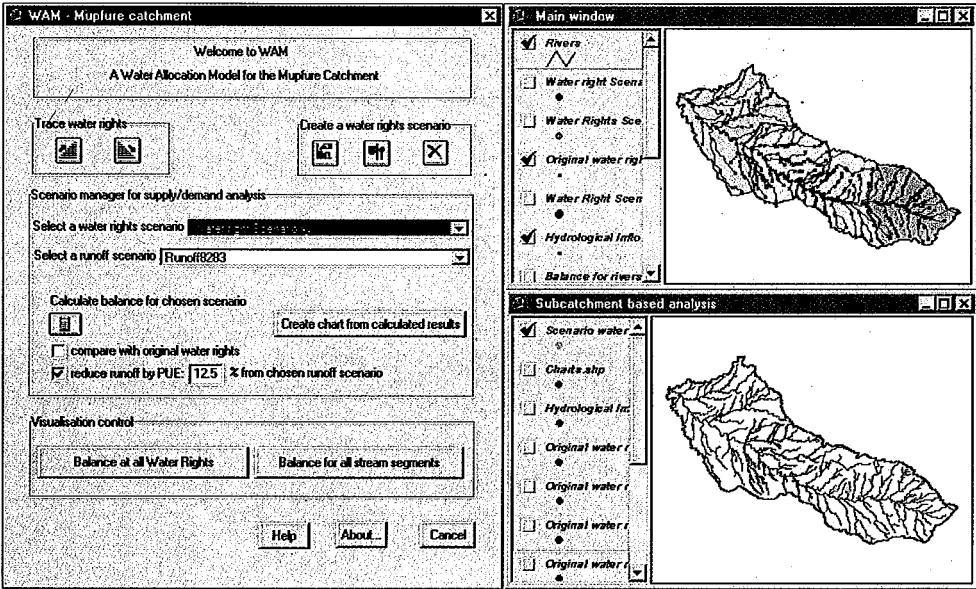 WAM - Mupfure catchment
Welcome to WAM
A Water Allocation Model for the Mupfure Catchment
Trace water rights
Create a water rights scenario
Scenario manager for supply/demand analysis
Select a water rights scenario
Select a runoff scenario Runoff8283
Calculate balance for chosen scenario
Create chart from calculated results
compare with original water rights
reduce runoff by PUE: 12.5 % from chosen runoff scenario
Visualisation control
Balance at all Water Rights
Balance for all stream segments
Help
About...
Cancel
Main window
Rivers
Water right Scena
Water Rights Sce
Original water rig
Water Right Scen
Hydrological Inflo
Balance for rivers
Subcatchment based analysis
Scenario water
Charts.shp
Hydrological
Original water r
Original water r
Original water r
Original water r